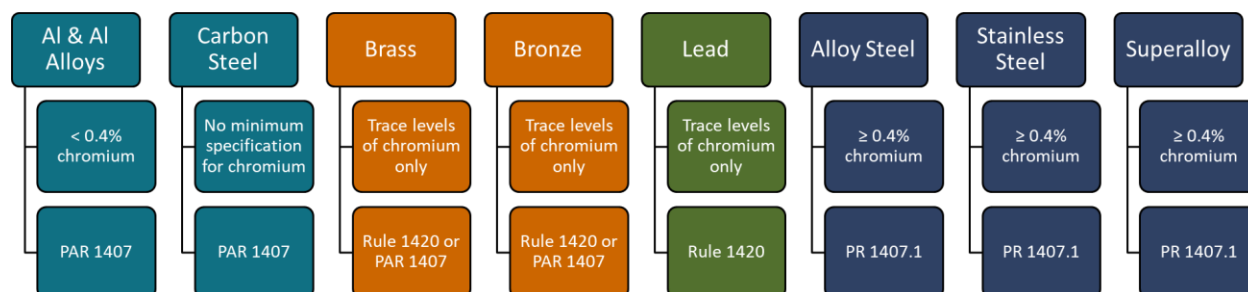 Al & Al
Alloys
Carbon
Steel
Brass
Bronze
Lead
Alloy Steel
Stainless
Steel
Superalloy
< 0.4%
chromium
No minimum
specification
for chromium
Trace levels
of chromium
only
Trace levels
of chromium
only
Trace levels
of chromium
only
≥ 0.4%
chromium
≥ 0.4%
chromium
≥ 0.4%
chromium
PAR 1407
PAR 1407
Rule 1420 or
PAR 1407
Rule 1420 or
PAR 1407
Rule 1420
PR 1407.1
PR 1407.1
PR 1407.1